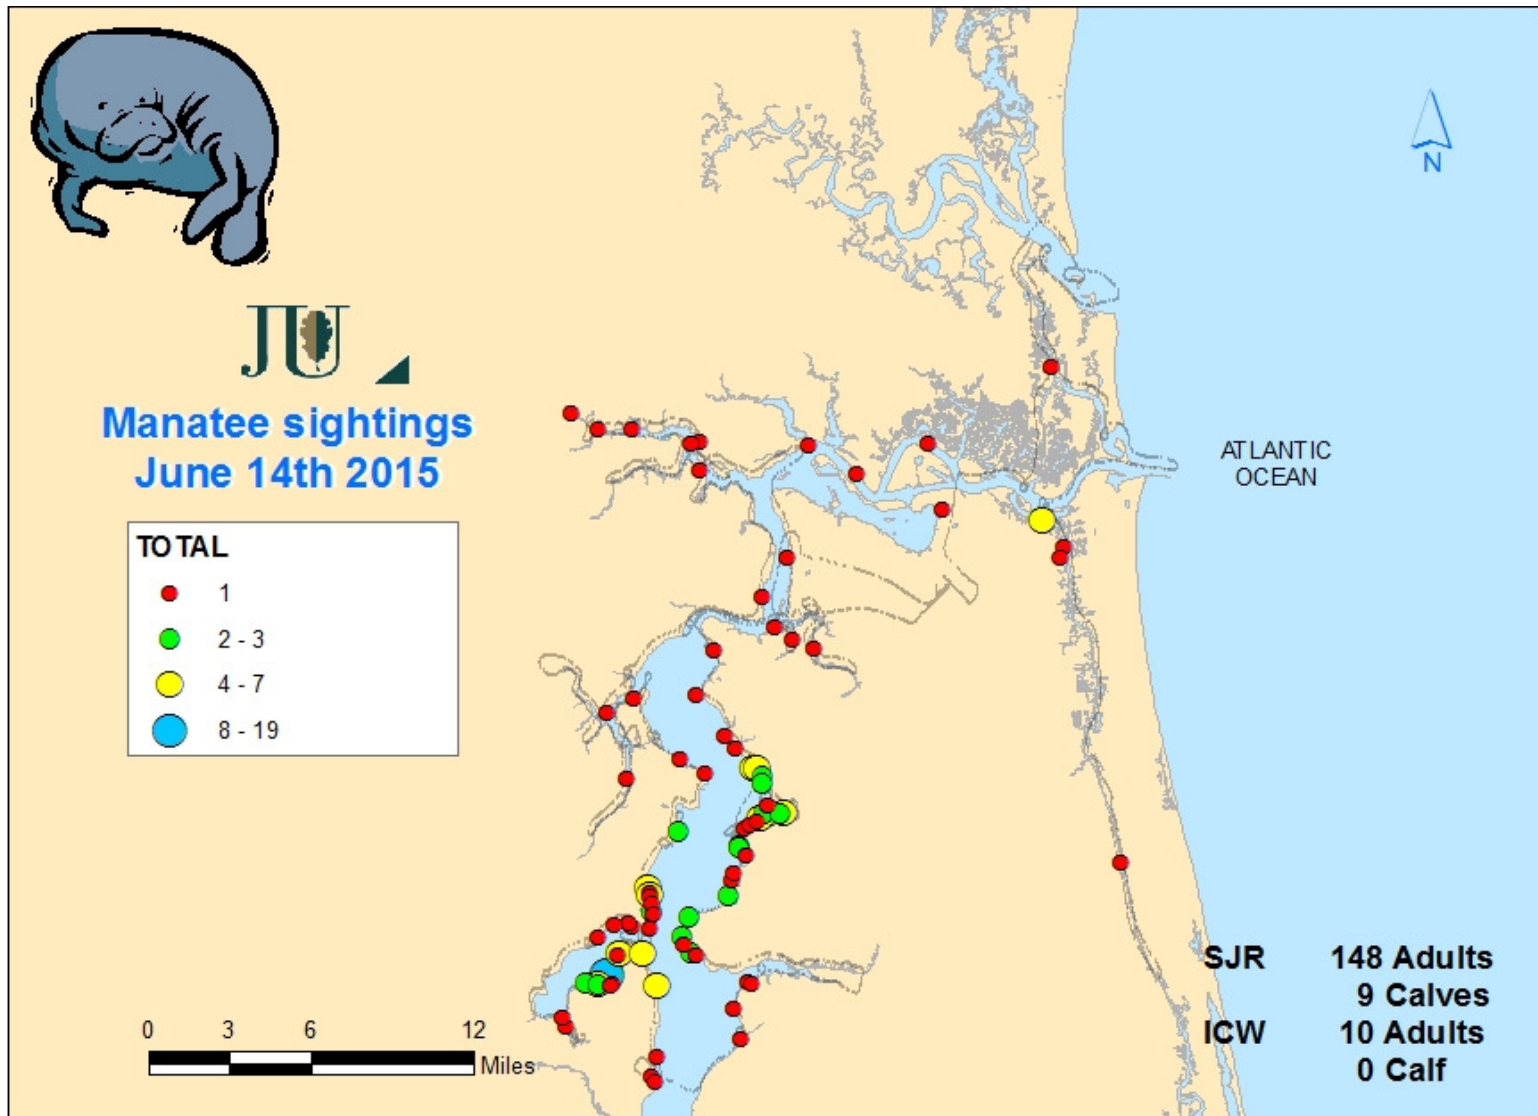 N
JU
Manatee sightings
June 14th 2015
ATLANTIC
OCEAN
TOTAL
1
2 - 3
4 - 7
8 - 19
SJR 148 Adults
9 Calves
ICW 10 Adults
0 Calf
0 3 6 12
Miles